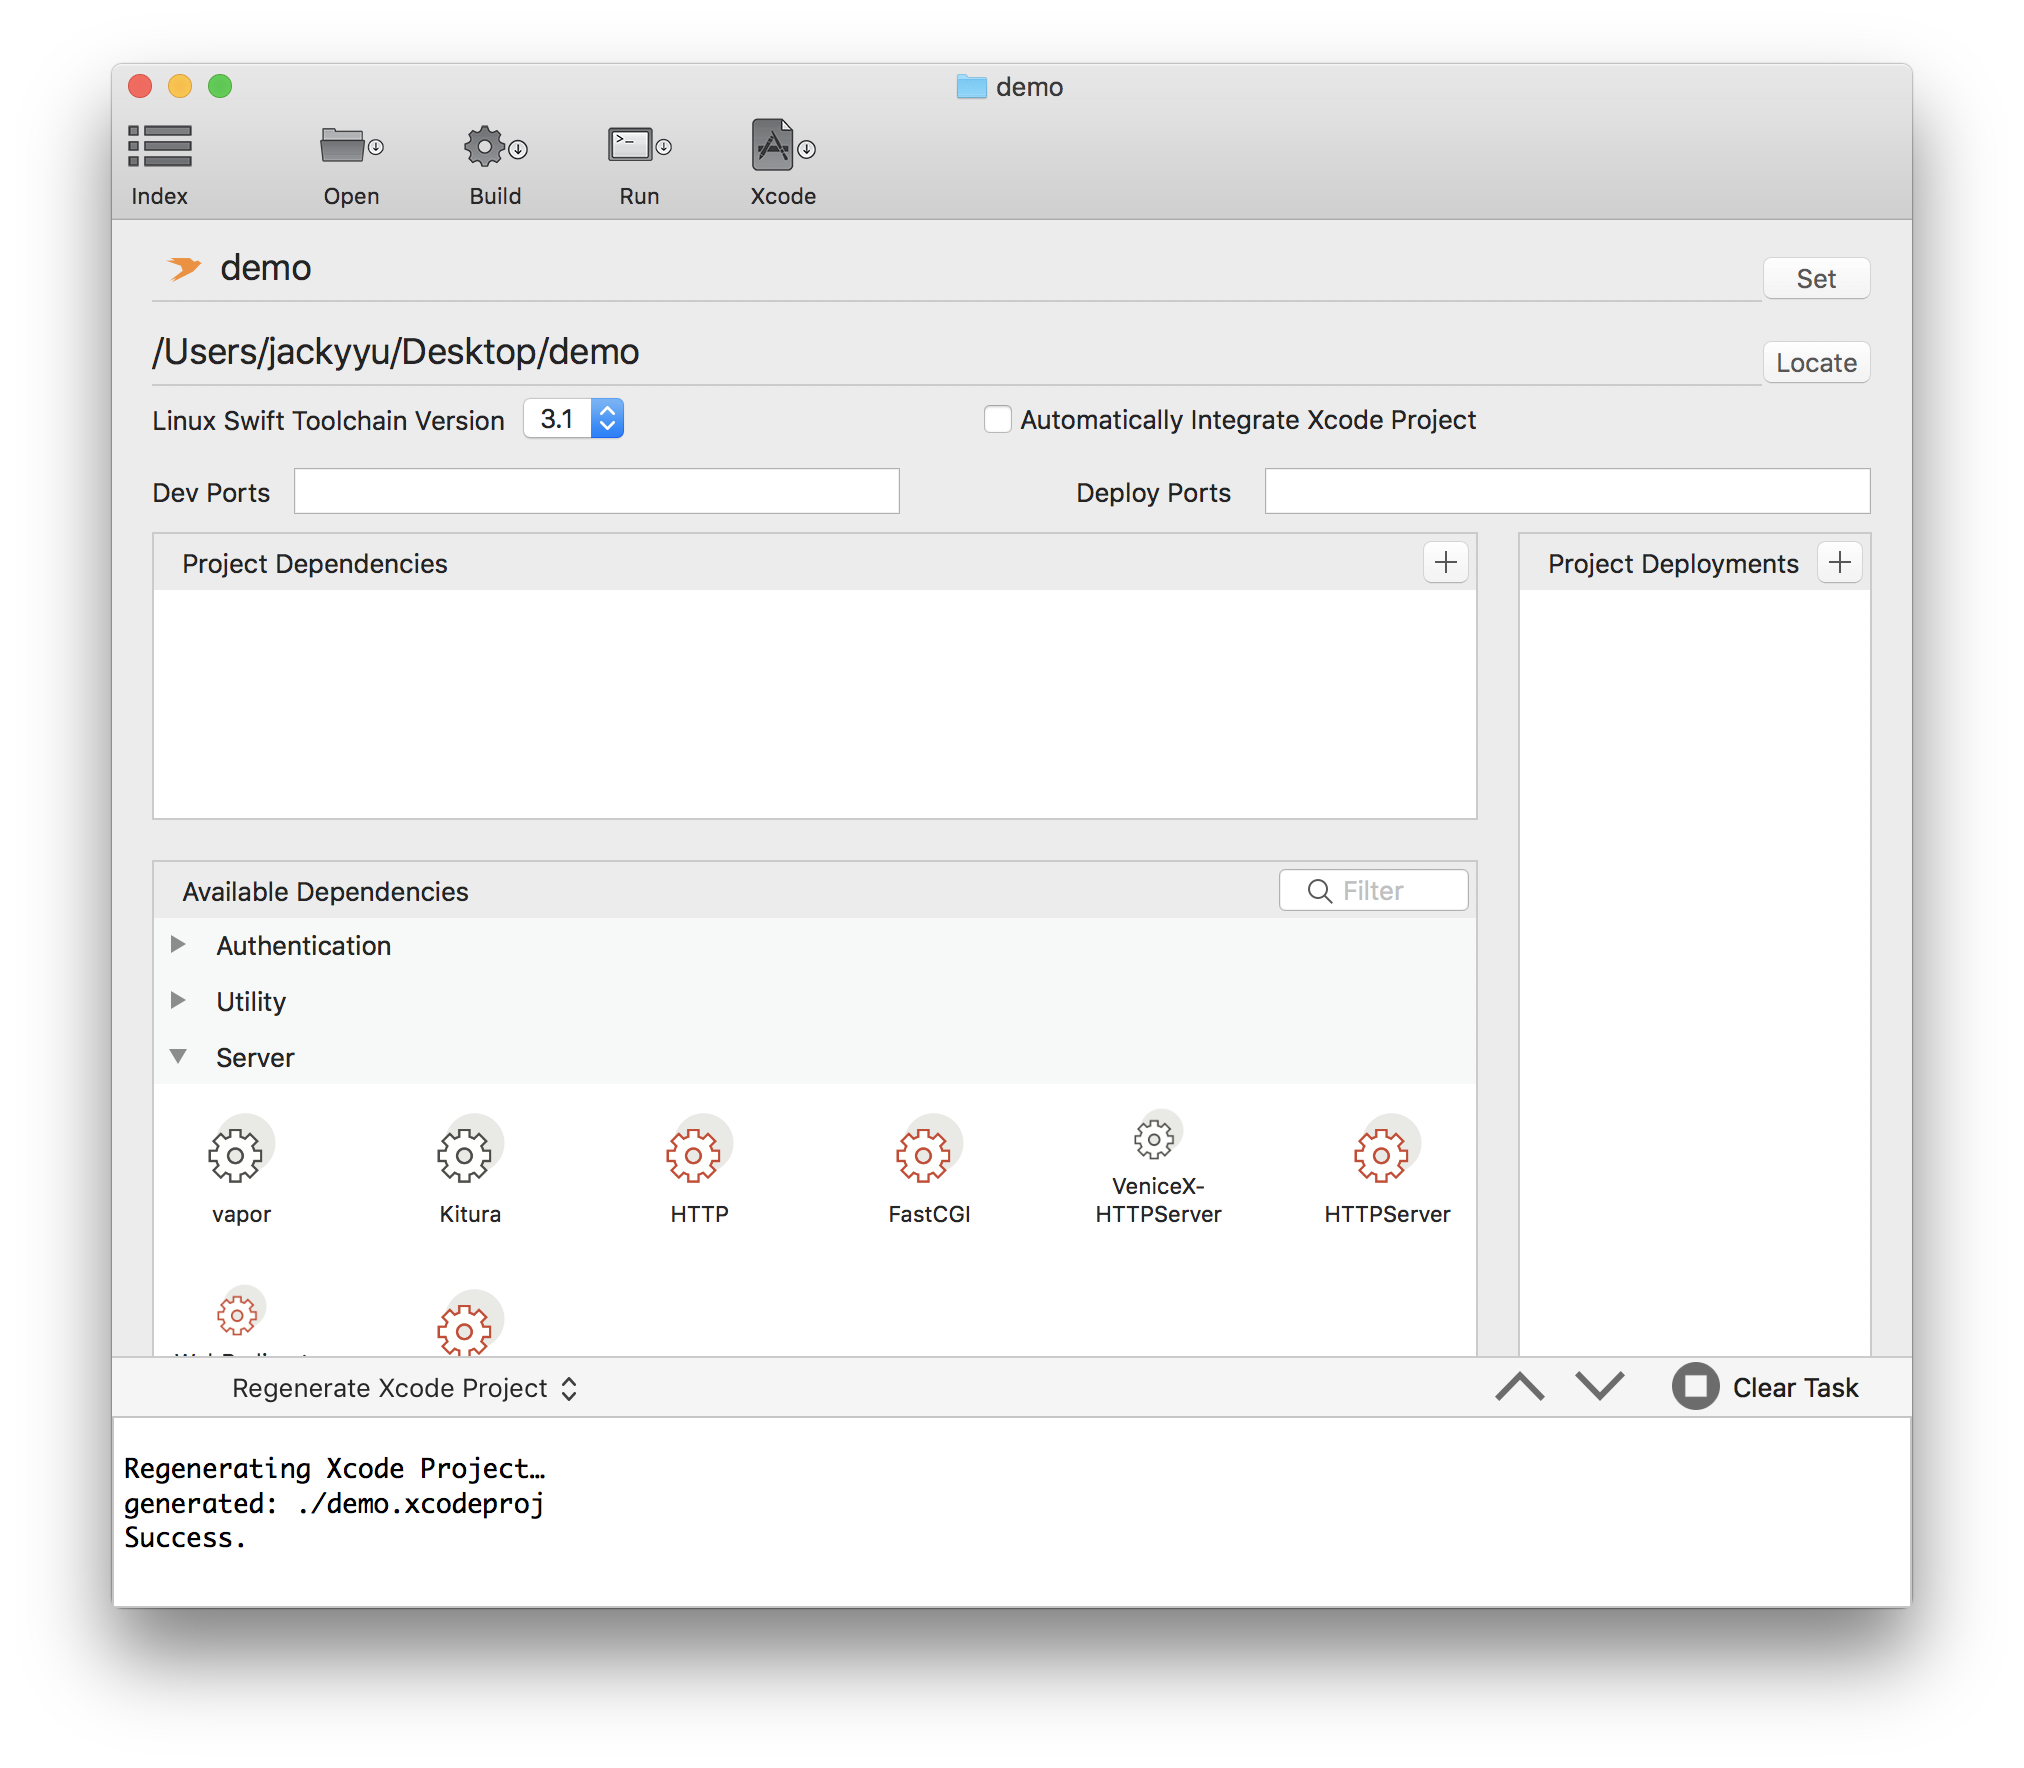 demo
Index
Open
Build
Run
Xcode
demo
Set
/Users/jackyyu/Desktop/demo
Locate
Linux Swift Toolchain Version 3.1
Automatically Integrate Xcode Project
Dev Ports
Deploy Ports
Project Dependencies
Project Deployments
Available Dependencies
Filter
Authentication
Utility
Server
vapor
Kitura
HTTP
FastCGI
VeniceX-
HTTPServer
HTTPServer
Regenerate Xcode Project
Clear Task
Regenerating Xcode Project…
generated: ./demo.xcodeproj
Success.